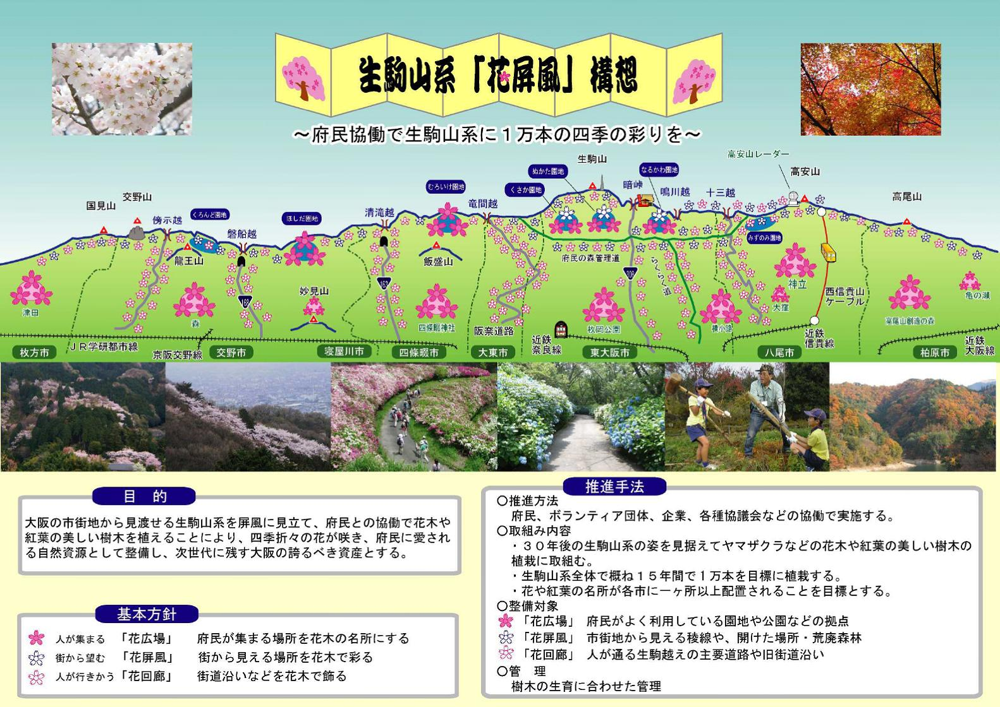 生駒山系「花屏風」構想
～府民協働で生駒山系に１万本の四季の彩りを～
高安山レーダー
生駒山
高安山
ぬかた園地
なるかわ園地
むろいけ園地
くさか園地
暗峠
鳴川越
十三越
高尾山
交野山
国見山
竜間越
清滝越
くろんど園地
ほしだ園地
傍示越
磐船越
みずのみ園地
龍王山
飯盛山
府民の森管理道
らくらく道
163
308
168
神立
妙見山
大窪
西信貴山
ケーブル
亀の瀬
津田
森
四條畷神社
阪奈道路
枚岡公園
横小路
高尾山創造の森
近鉄
奈良線
近鉄
信貴線
近鉄
大阪線
ＪＲ学研都市線
京阪交野線
枚方市
交野市
寝屋川市
四條畷市
大東市
東大阪市
八尾市
柏原市
目　的
大阪の市街地から見渡せる生駒山系を屏風に見立て、府民との協働で花木や
紅葉の美しい樹木を植えることにより、四季折々の花が咲き、府民に愛され
る自然資源として整備し、次世代に残す大阪の誇るべき資産とする。
基本方針
人が集まる　「花広場」　府民が集まる場所を花木の名所にする
街から望む　「花屏風」　街から見える場所を花木で彩る
人が行きかう「花回廊」　街道沿いなどを花木で飾る
推進手法
○推進方法
府民、ボランティア団体、企業、各種協議会などの協働で実施する。
○取組み内容
・３０年後の生駒山系の姿を見据えてヤマザクラなどの花木や紅葉の美しい樹木の
植栽に取組む。
・生駒山系全体で概ね１５年間で１万本を目標に植栽する。
・花や紅葉の名所が各市に一ヶ所以上配置されることを目標とする。
○整備対象
「花広場」　府民がよく利用している園地や公園などの拠点
「花屏風」　市街地から見える稜線や、開けた場所・荒廃森林
「花回廊」　人が通る生駒越えの主要道路や旧街道沿い
○管　理
樹木の生育に合わせた管理